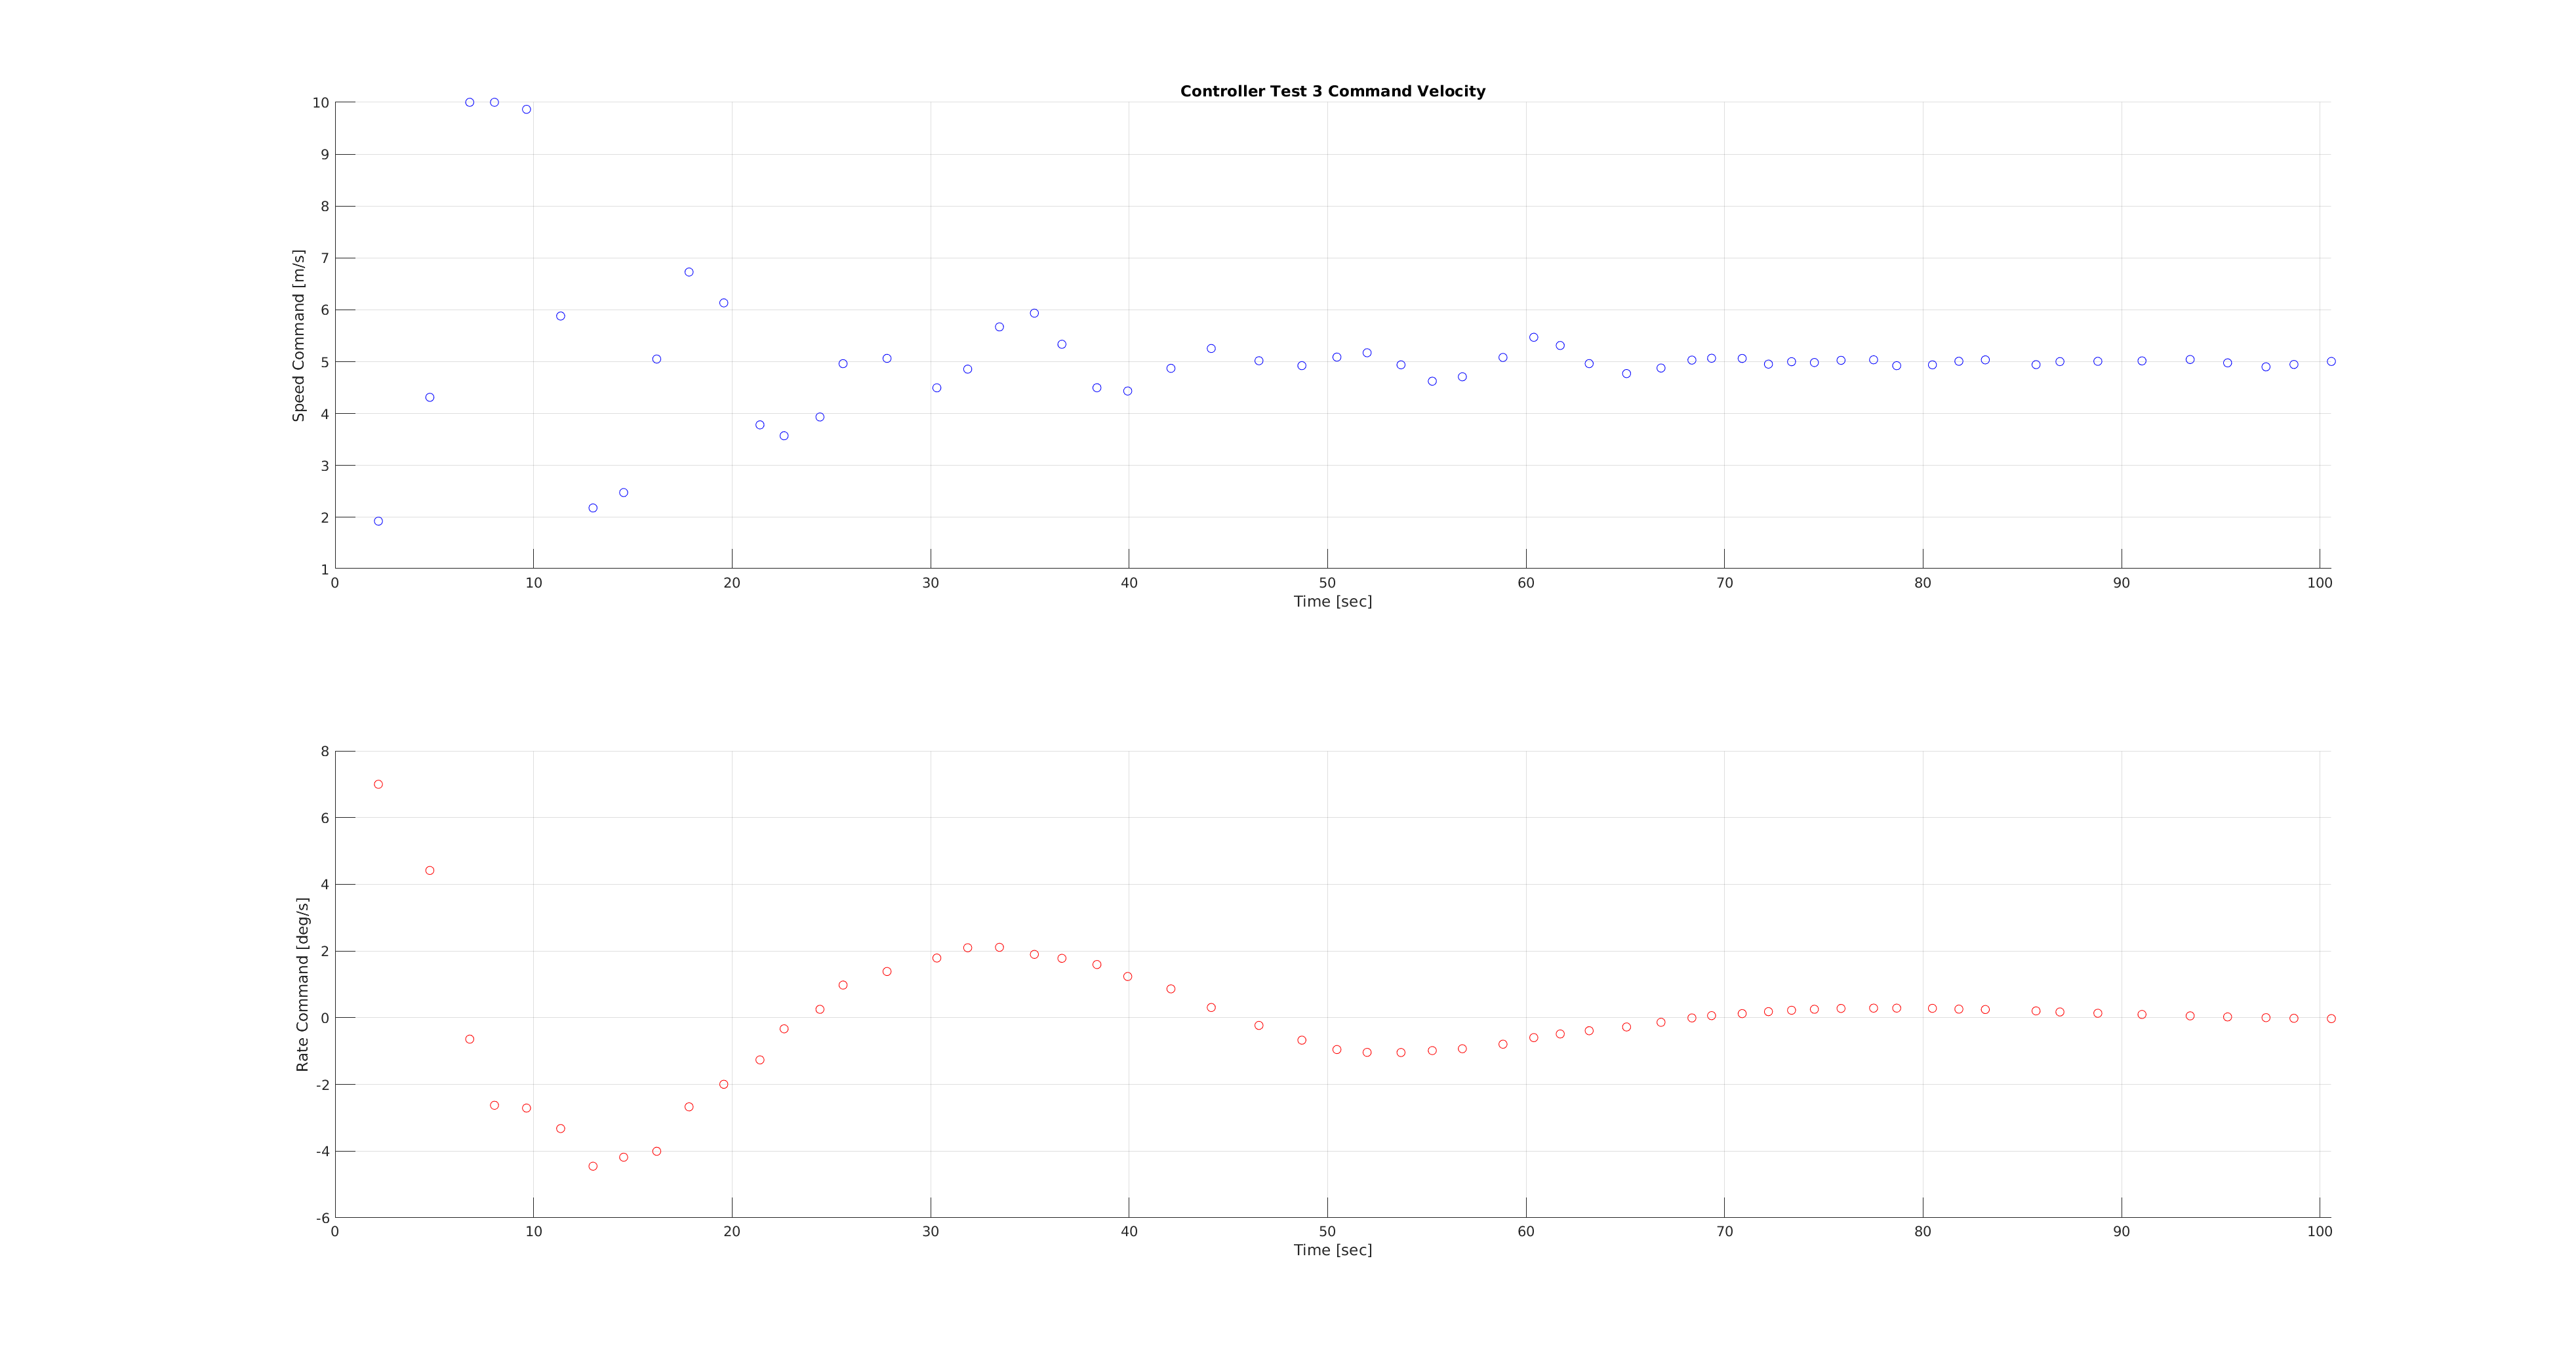 Controller Test 3 Command Velocity
10
9
8
7
6
5
4
3
2
1
Speed Command [m/s]
0 10 20 30 40 50 60 70 80 90 100
Time [sec]
8
6
4
2
0
-2
-4
-6
Rate Command [deg/s]
0 10 20 30 40 50 60 70 80 90 100
Time [sec]